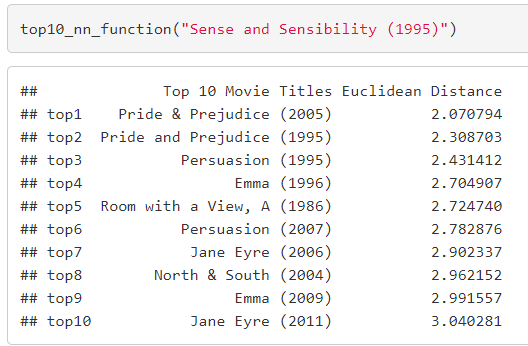 top10_nn_function("Sense and Sensibility (1995)")
## Top 10 Movie Titles Euclidean Distance
## top1 Pride & Prejudice (2005) 2.070794
## top2 Pride and Prejudice (1995) 2.308703
## top3 Persuasion (1995) 2.431412
## top4 Emma (1996) 2.704907
## top5 Room with a View, A (1986) 2.724740
## top6 Persuasion (2007) 2.782876
## top7 Jane Eyre (2006) 2.902337
## top8 North & South (2004) 2.962152
## top9 Emma (2009) 2.991557
## top10 Jane Eyre (2011) 3.040281